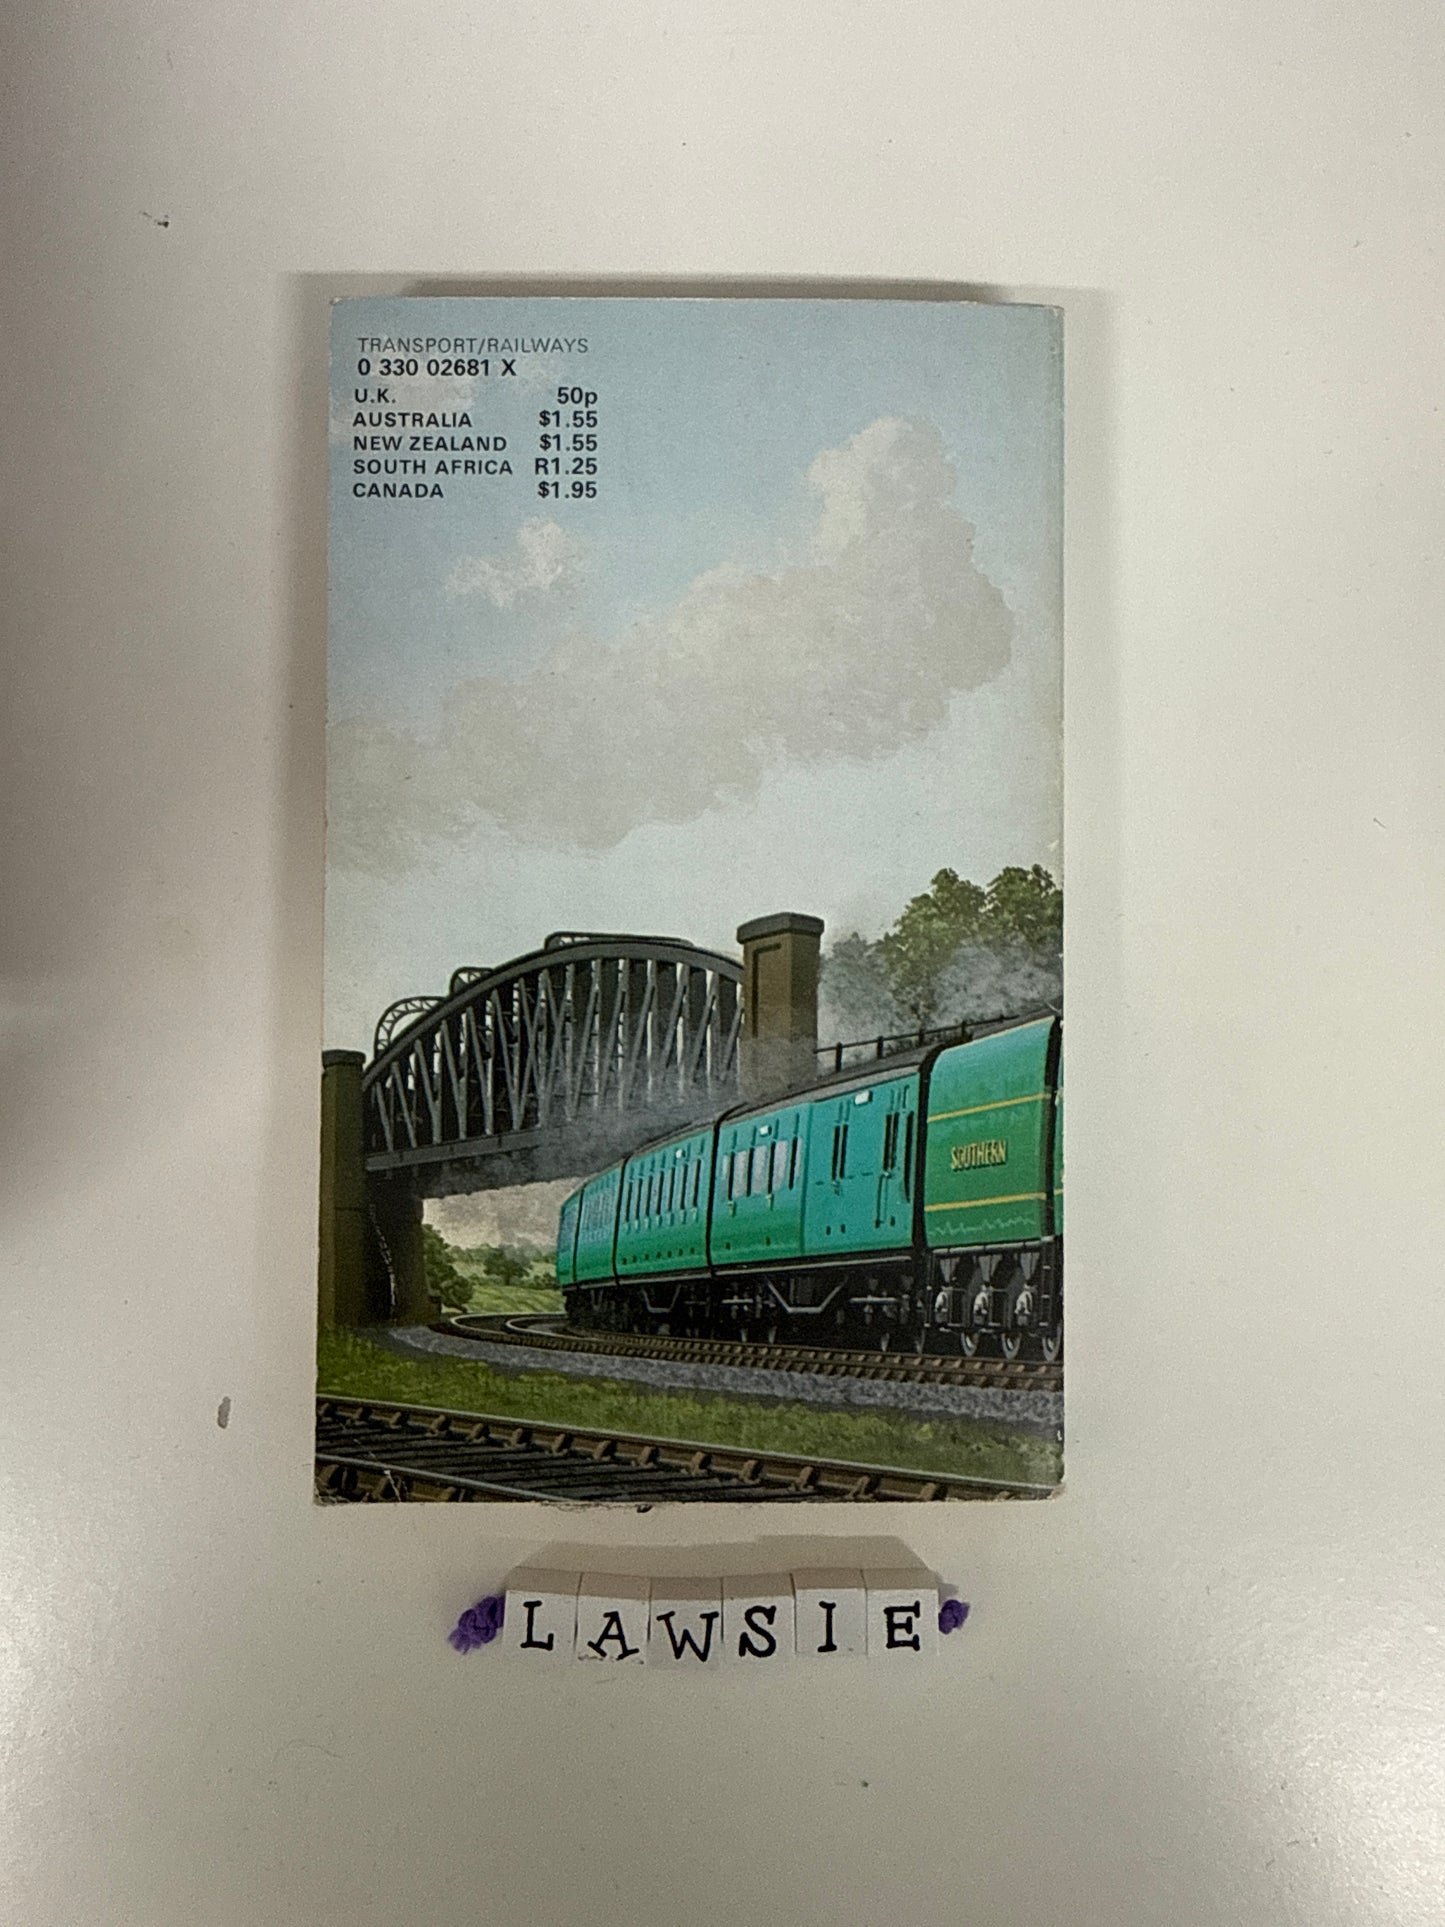 TRANSPORT/RAILWAYS
0 330 02681 X
U.K. 50p
AUSTRALIA $1.55
NEW ZEALAND $1.55
SOUTH AFRICA R1.25
CANADA $1.95
SOUTHERN
LAWSIE